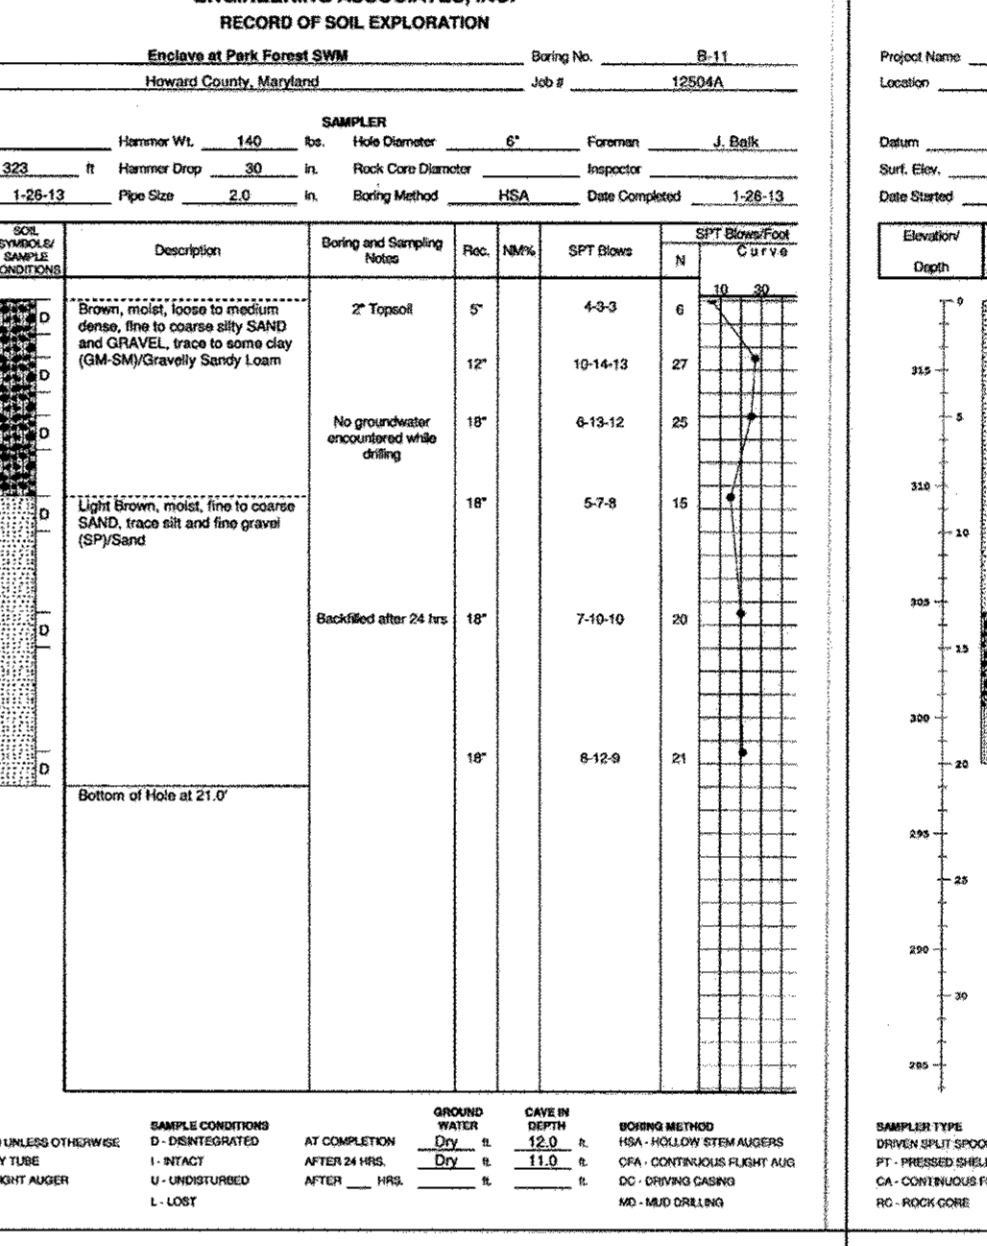 ENGINEERING ASSOCIATES, INC.
RECORD OF SOIL EXPLORATION
Enclave at Park Forest SWM Boring No. B-11
Howard County, Maryland Job # 12504A
SAMPLER
Hammer Wt. 140 lbs. Hole Diameter 6" Foreman J. Balk
323 ft Hammer Drop 30 in. Rock Core Diameter Inspector
1-26-13 Pipe Size 2.0 in. Boring Method HSA Date Completed 1-26-13
SOIL
SYMBOLS/
SAMPLE
CONDITIONS
Description
Boring and Sampling
Notes
Rec. NM% SPT Blows
SPT Blows/Foot
N Curve
10 30
D Brown, moist, loose to medium 2" Topsoil 5" 4-3-3 6
dense, fine to coarse silty SAND
and GRAVEL, trace to some clay
D (GM-SM)/Gravelly Sandy Loam 12" 10-14-13 27
D No groundwater 18" 6-13-12 25
encountered while
drilling
D Light Brown, moist, fine to coarse 18" 5-7-8 15
SAND, trace silt and fine gravel
(SP)/Sand
D Backfilled after 24 hrs 18" 7-10-10 20
D 18" 8-12-9 21
Bottom of Hole at 21.0'
SAMPLE CONDITIONS GROUND WATER CAVE IN DEPTH BORING METHOD
UNLESS OTHERWISE D - DISINTEGRATED AT COMPLETION Dry ft. 12.0 ft. HSA - HOLLOW STEM AUGERS
Y TUBE I - INTACT AFTER 24 HRS. Dry ft. 11.0 ft. CFA - CONTINUOUS FLIGHT AUG
GHT AUGER U - UNDISTURBED AFTER HRS. ft. ft. DC - DRIVING CASING
L - LOST MD - MUD DRILLING
Project Name
Location
Datum
Surf. Elev.
Date Started
Elevation/
Depth
0
315
5
310
10
305
15
300
20
295
25
290
30
285
SAMPLER TYPE
DRIVEN SPLIT SPOO
PT - PRESSED SHEL
CA - CONTINUOUS F
RC - ROCK CORE